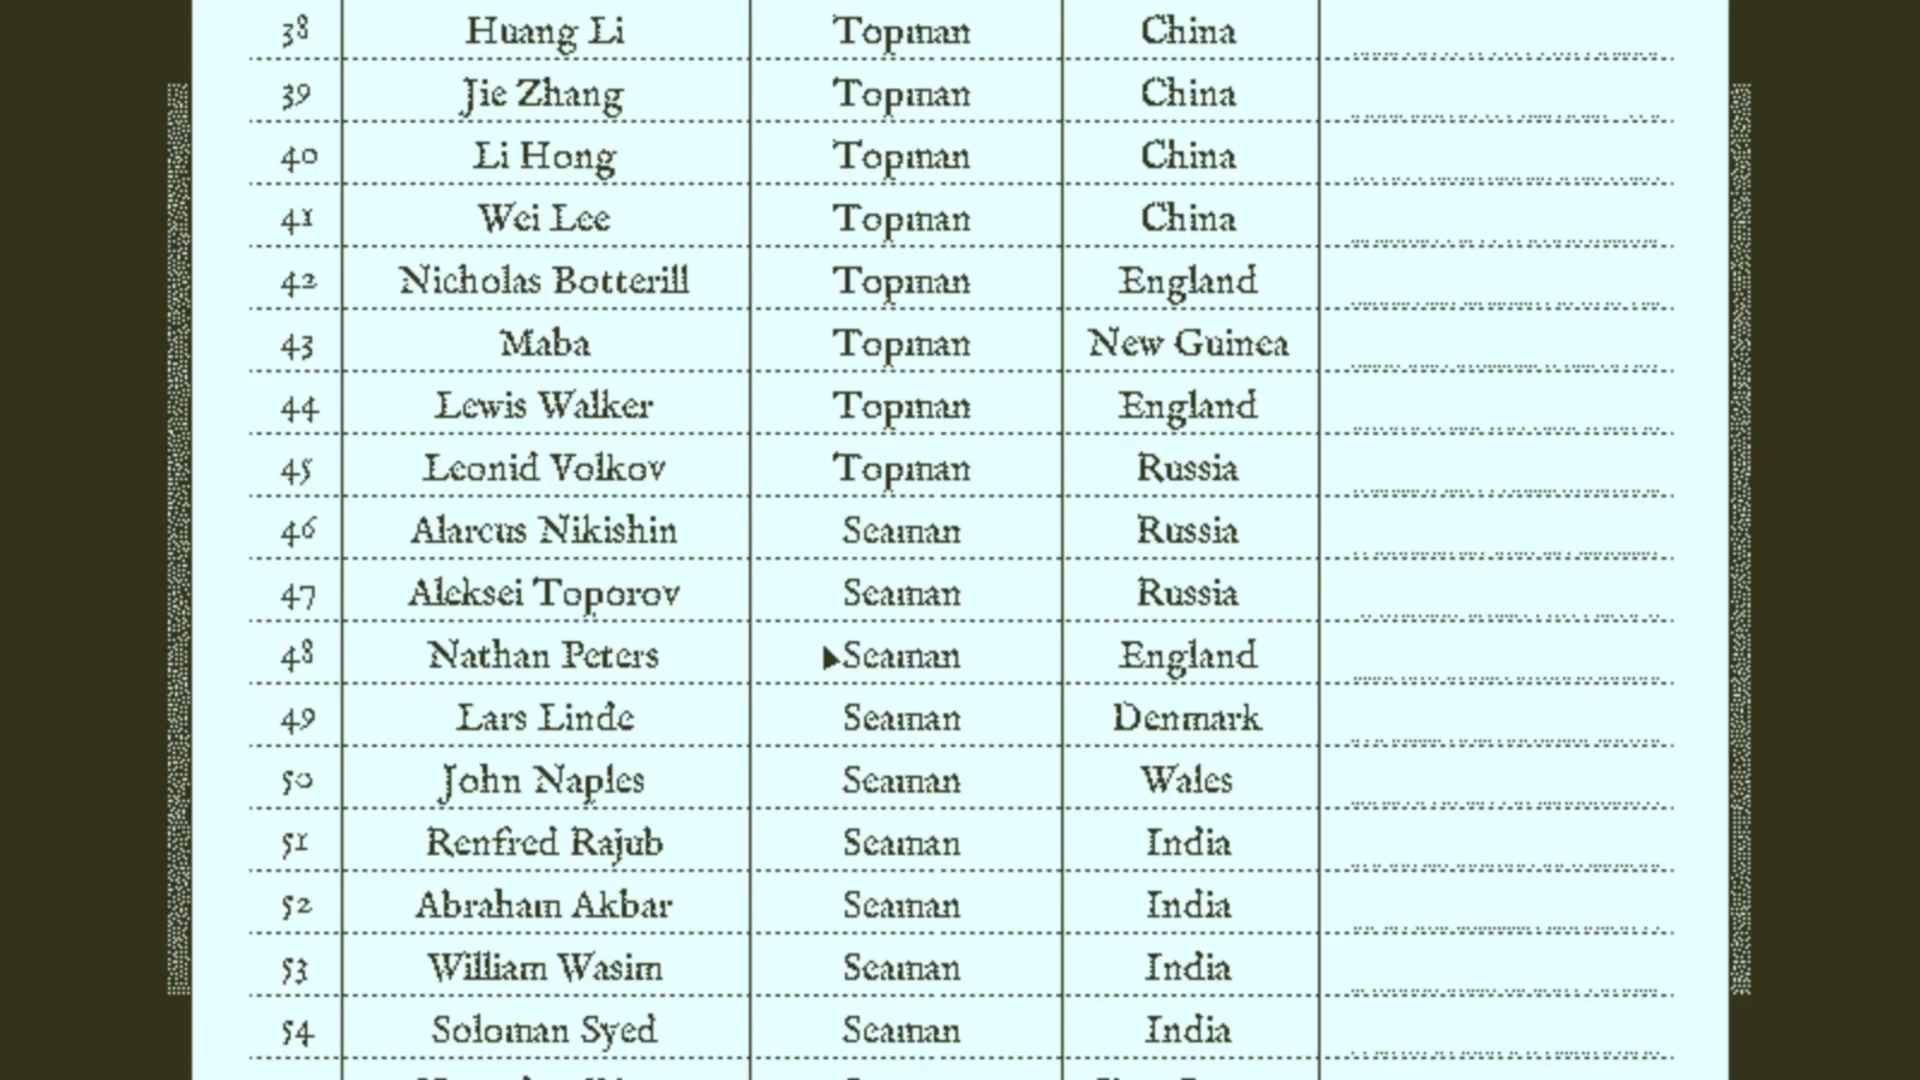 38 Huang Li Topman China
39 Jie Zhang Topman China
40 Li Hong Topman China
41 Wei Lee Topman China
42 Nicholas Botterill Topman England
43 Maba Topman New Guinea
44 Lewis Walker Topman England
45 Leonid Volkov Topman Russia
46 Alarcus Nikishin Seaman Russia
47 Aleksei Toporov Seaman Russia
48 Nathan Peters Seaman England
49 Lars Linde Seaman Denmark
50 John Naples Seaman Wales
51 Renfred Rajub Seaman India
52 Abraham Akbar Seaman India
53 William Wasim Seaman India
54 Soloman Syed Seaman India